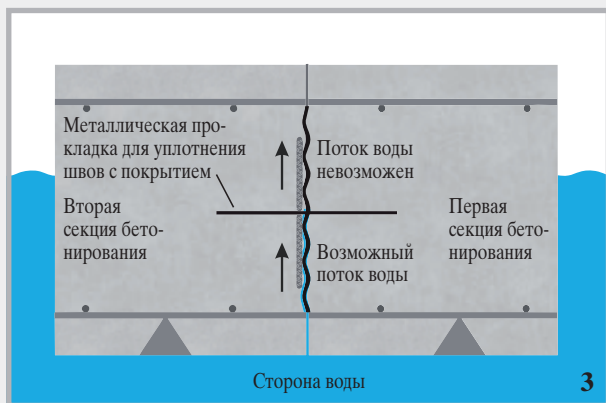 Металлическая про-
кладка для уплотнения
швов с покрытием
Поток воды
невозможен
Вторая
секция бето-
нирования
Первая
секция бето-
нирования
Возможный
поток воды
Сторона воды
3